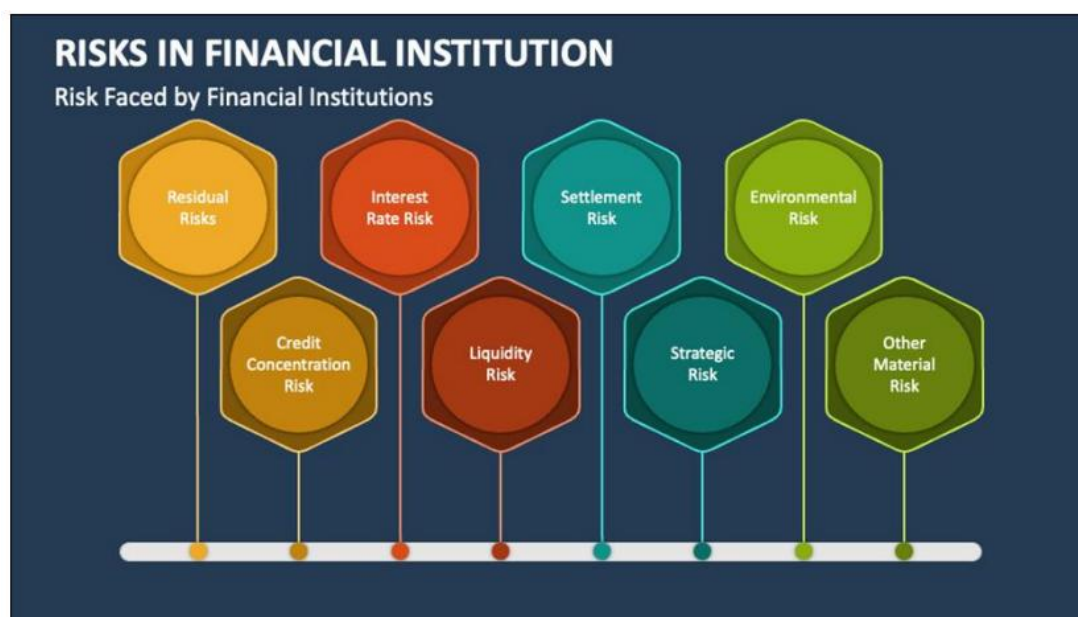 RISKS IN FINANCIAL INSTITUTION
Risk Faced by Financial Institutions
Residual
Risks
Interest
Rate Risk
Settlement
Risk
Environmental
Risk
Credit
Concentration
Risk
Liquidity
Risk
Strategic
Risk
Other
Material
Risk